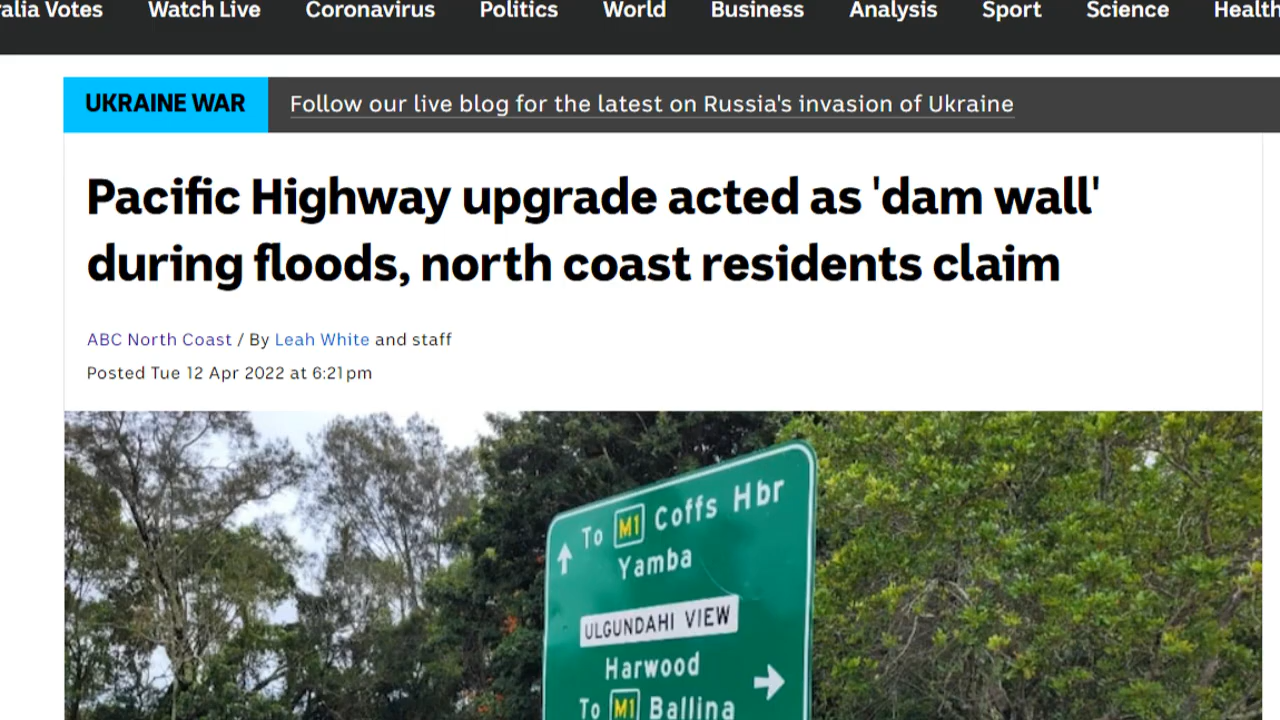 Votes Watch Live Coronavirus Politics World Business Analysis Sport Science Health
UKRAINE WAR Follow our live blog for the latest on Russia's invasion of Ukraine
Pacific Highway upgrade acted as 'dam wall'
during floods, north coast residents claim
ABC North Coast / By Leah White and staff
Posted Tue 12 Apr 2022 at 6:21pm
To M1 Coffs Hbr
Yamba
ULGUNDAHI VIEW
Harwood
To M1 Ballina